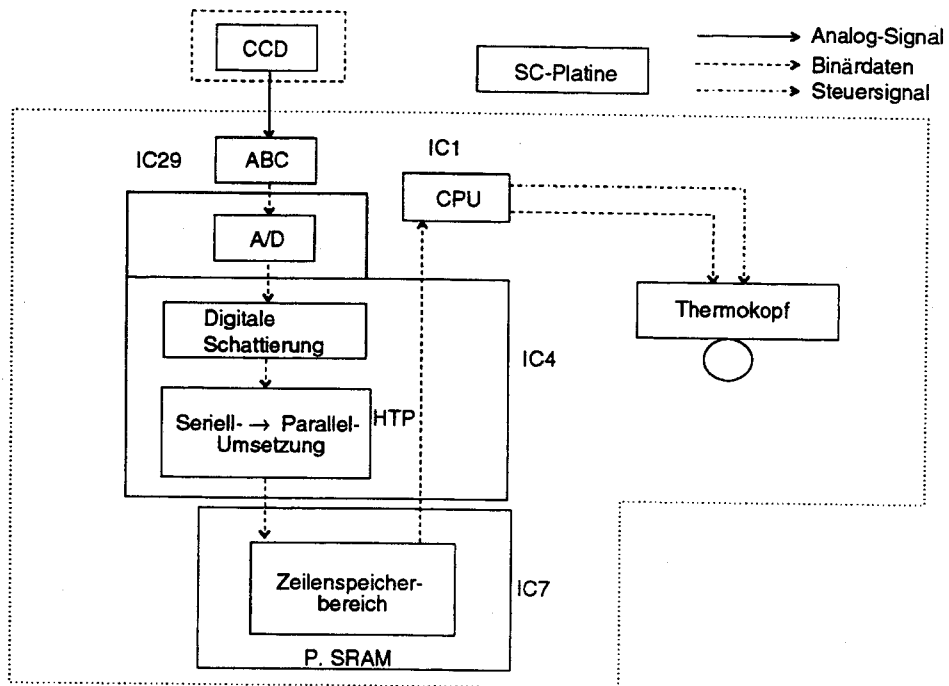 CCD
SC-Platine
Analog-Signal
Binärdaten
Steuersignal
IC29
ABC
IC1
CPU
A/D
Digitale
Schattierung
IC4
Thermokopf
Seriell- → Parallel-
Umsetzung
HTP
Zeilenspeicher-
bereich
IC7
P. SRAM